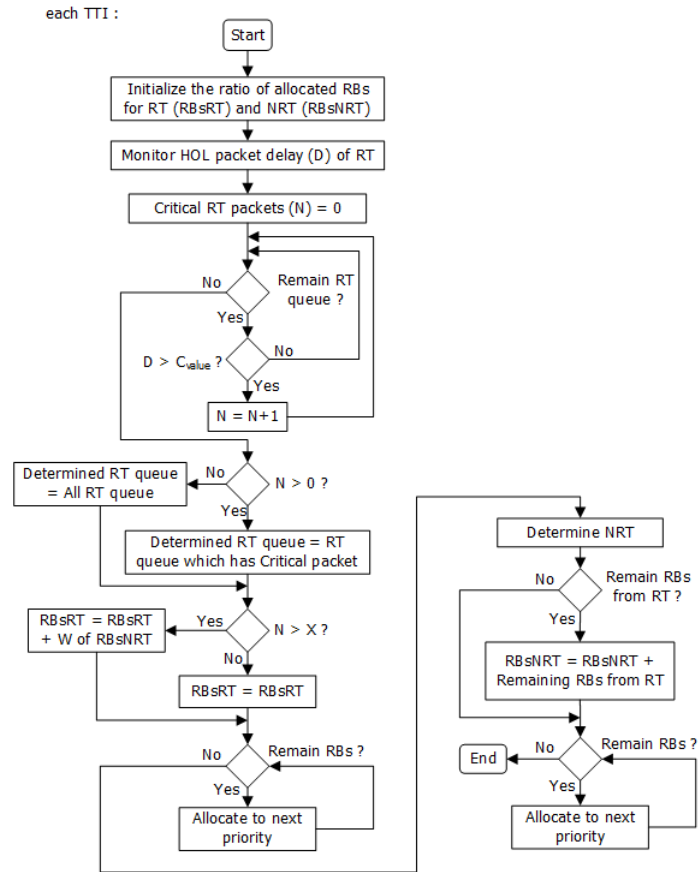 each TTI :
Start
Initialize the ratio of allocated RBs
for RT (RBsRT) and NRT (RBsNRT)
Monitor HOL packet delay (D) of RT
Critical RT packets (N) = 0
No
Remain RT
queue ?
Yes
D > Cvalue ?
No
Yes
N = N+1
Determined RT queue
= All RT queue
No
N > 0 ?
Yes
Determined RT queue = RT
queue which has Critical packet
RBsRT = RBsRT
+ W of RBsNRT
Yes
N > X ?
No
RBsRT = RBsRT
No
Remain RBs ?
Yes
Allocate to next
priority
Determine NRT
No
Remain RBs
from RT ?
Yes
RBsNRT = RBsNRT +
Remaining RBs from RT
End
No
Remain RBs ?
Yes
Allocate to next
priority